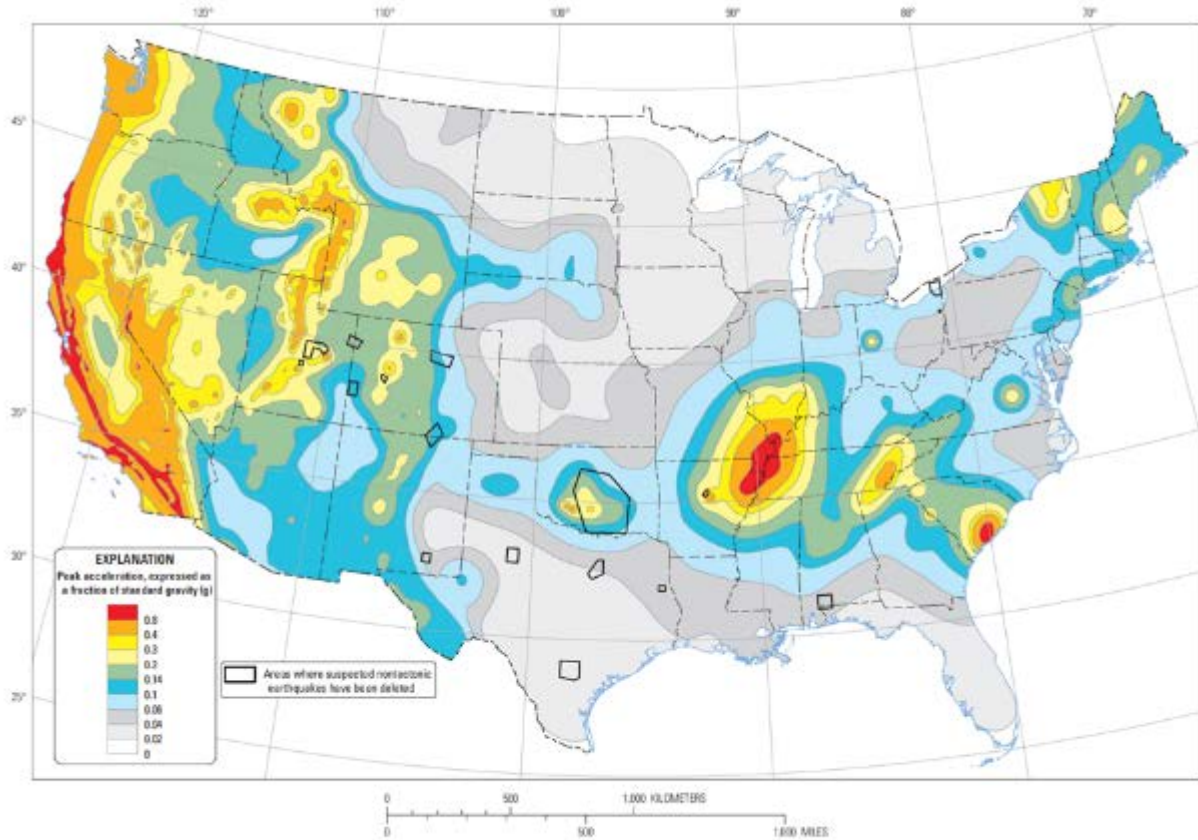 120° 110° 100° 90° 80° 70°
45°
40°
35°
30°
25°
EXPLANATION
Peak acceleration, expressed as
a fraction of standard gravity (g)
0.8
0.4
0.3
0.2
0.14
0.1
0.06
0.04
0.02
0
Areas where suspected nontectonic
earthquakes have been deleted
0 500 1,000 KILOMETERS
0 500 1,000 MILES